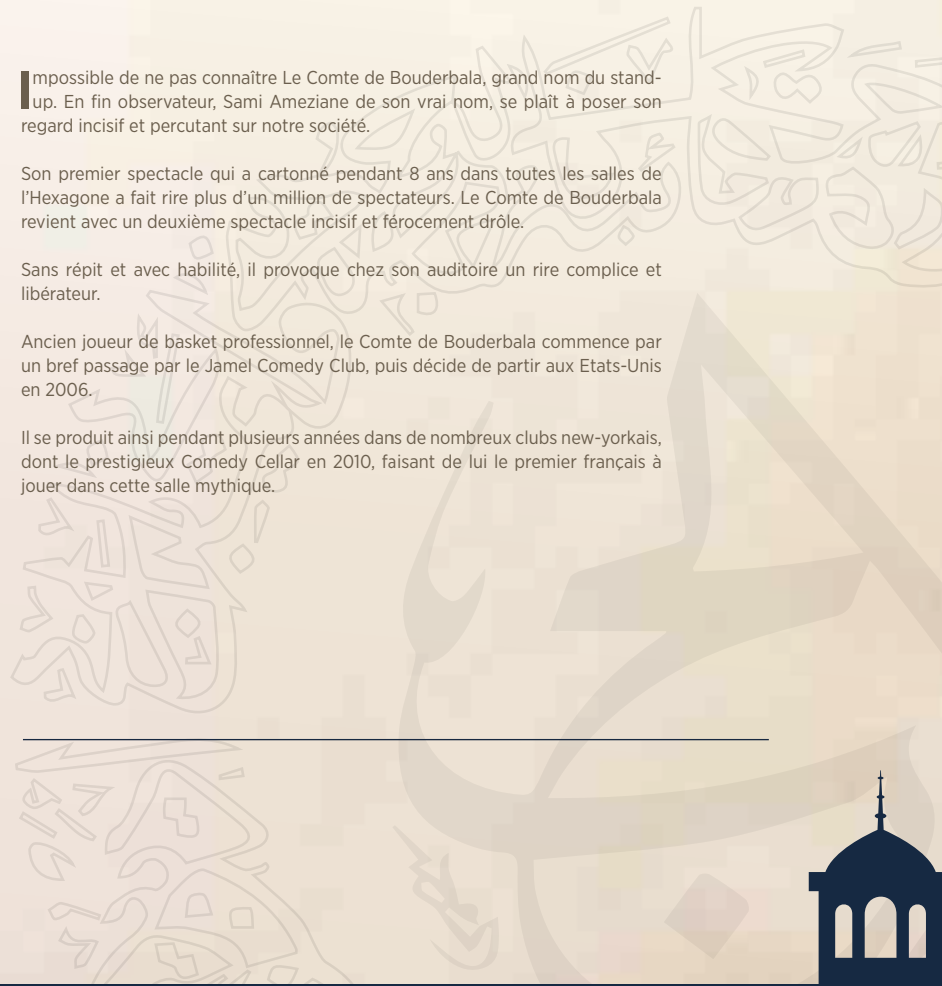 Impossible de ne pas connaître Le Comte de Bouderbala, grand nom du stand-
up. En fin observateur, Sami Ameziane de son vrai nom, se plaît à poser son
regard incisif et percutant sur notre société.
Son premier spectacle qui a cartonné pendant 8 ans dans toutes les salles de
l’Hexagone a fait rire plus d’un million de spectateurs. Le Comte de Bouderbala
revient avec un deuxième spectacle incisif et férocement drôle.
Sans répit et avec habilité, il provoque chez son auditoire un rire complice et
libérateur.
Ancien joueur de basket professionnel, le Comte de Bouderbala commence par
un bref passage par le Jamel Comedy Club, puis décide de partir aux Etats-Unis
en 2006.
Il se produit ainsi pendant plusieurs années dans de nombreux clubs new-yorkais,
dont le prestigieux Comedy Cellar en 2010, faisant de lui le premier français à
jouer dans cette salle mythique.